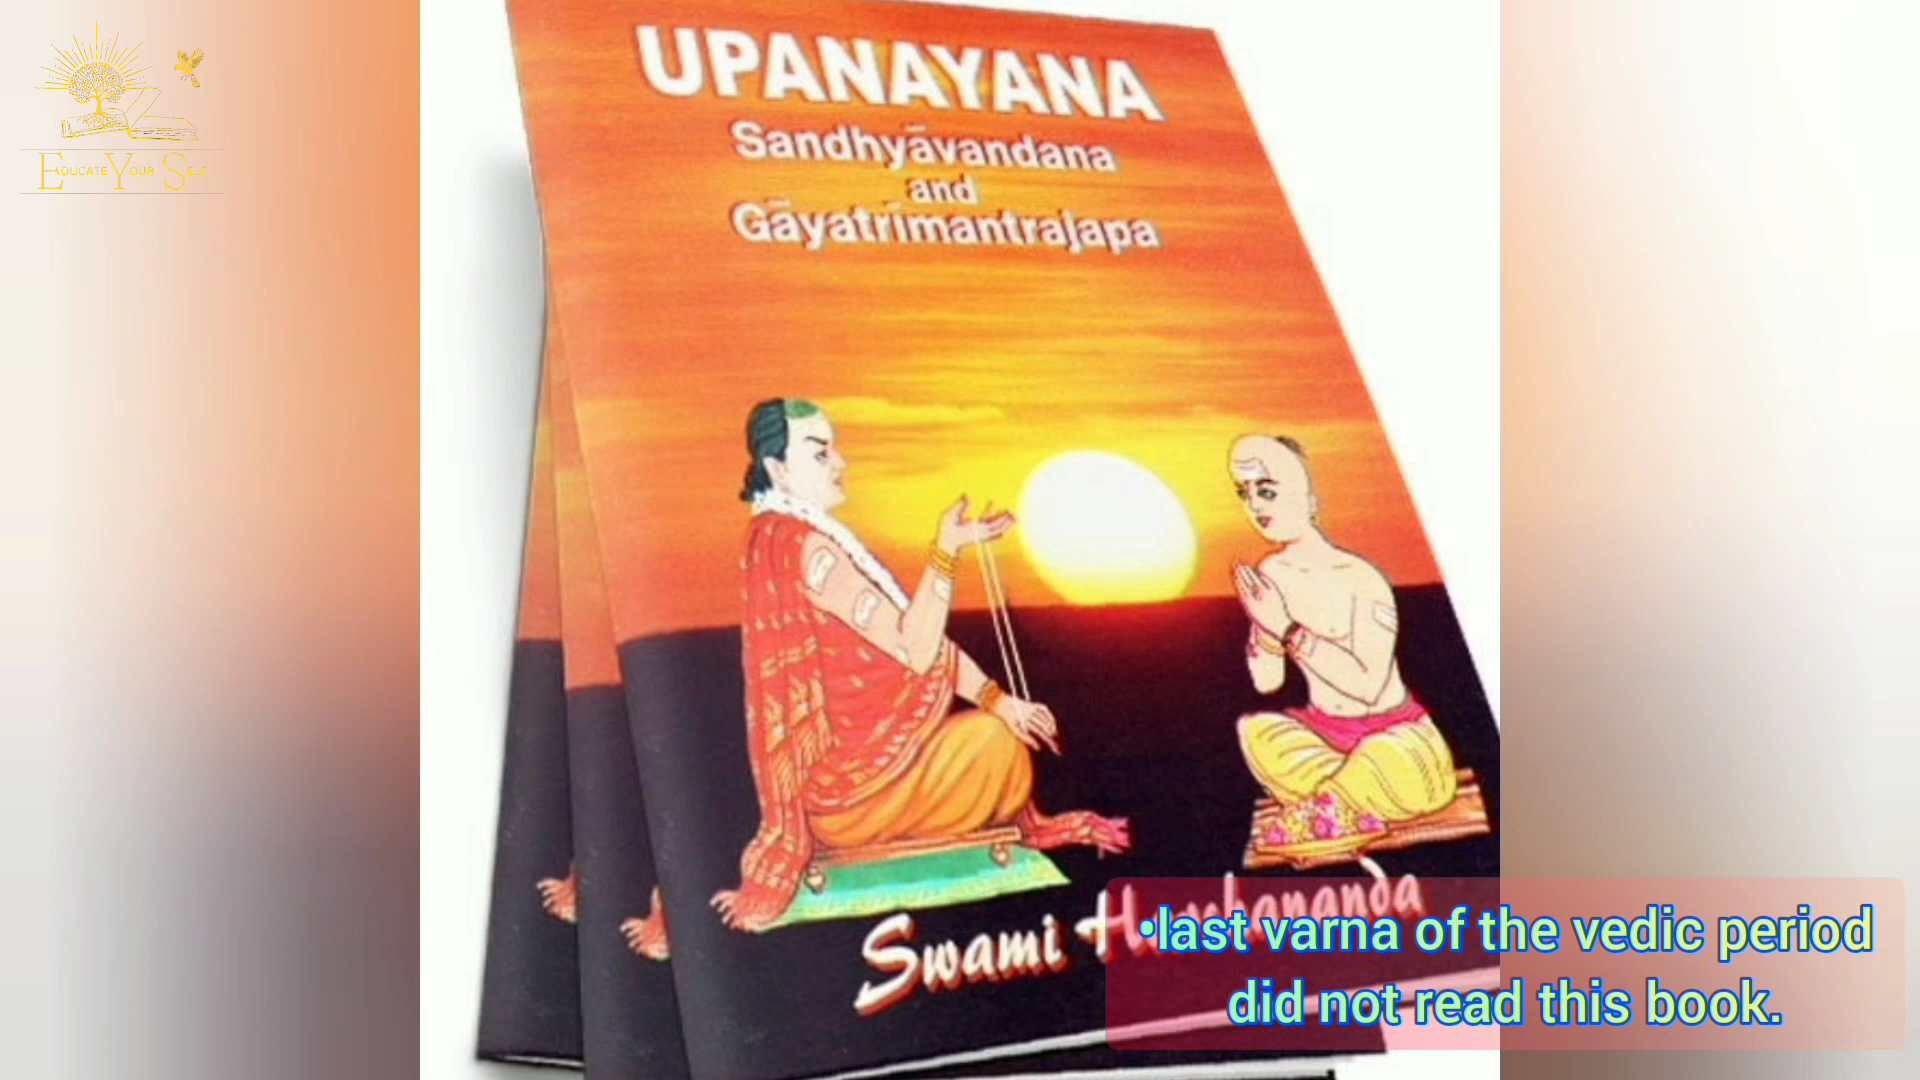 EDUCATE YOUR SELF
UPANAYANA
Sandhyāvandana
and
Gāyatrīmantrajapa
Swami Harshananda
•last varna of the vedic period
did not read this book.